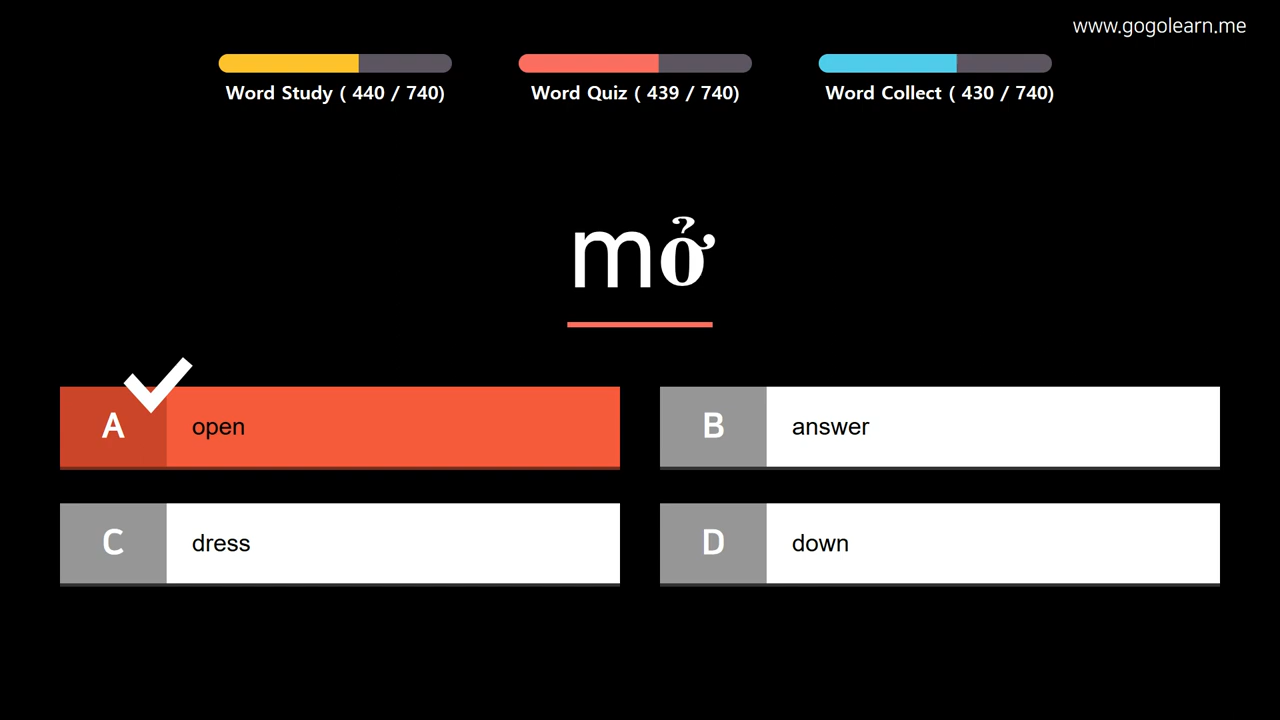 www.gogolearn.me
Word Study ( 440 / 740)
Word Quiz ( 439 / 740)
Word Collect ( 430 / 740)
mở
A open
B answer
C dress
D down